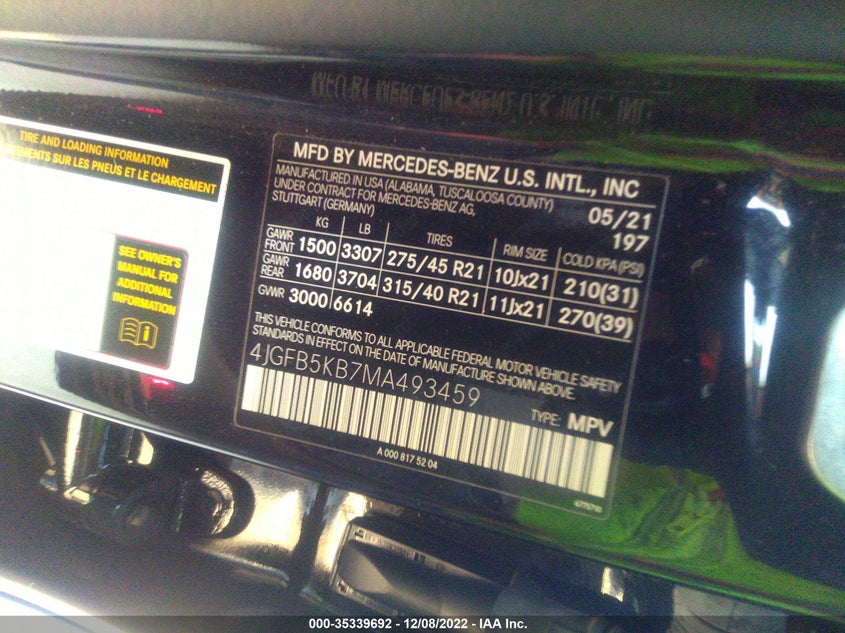 TIRE AND LOADING INFORMATION
SUR LES PNEUS ET LE CHARGEMENT
SEE OWNER'S
MANUAL FOR
ADDITIONAL
INFORMATION
MFD BY MERCEDES-BENZ U.S. INTL., INC
MANUFACTURED IN USA (ALABAMA, TUSCALOOSA COUNTY)
UNDER CONTRACT FOR MERCEDES-BENZ AG,
STUTTGART (GERMANY)
05/21
197
KG LB TIRES RIM SIZE COLD KPA (PSI)
GAWR FRONT 1500 3307 275/45 R21 10Jx21 210(31)
GAWR REAR 1680 3704 315/40 R21 11Jx21 270(39)
GVWR 3000 6614
THIS VEHICLE CONFORMS TO ALL APPLICABLE FEDERAL MOTOR VEHICLE SAFETY
STANDARDS IN EFFECT ON THE DATE OF MANUFACTURE SHOWN ABOVE.
4JGFB5KB7MA493459
TYPE: MPV
A 000 817 52 04
000-35339692 - 12/08/2022 - IAA Inc.